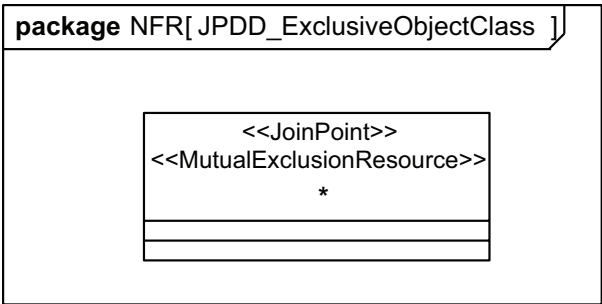 package NFR[ JPDD_ExclusiveObjectClass ]
<<JoinPoint>>
<<MutualExclusionResource>>
*